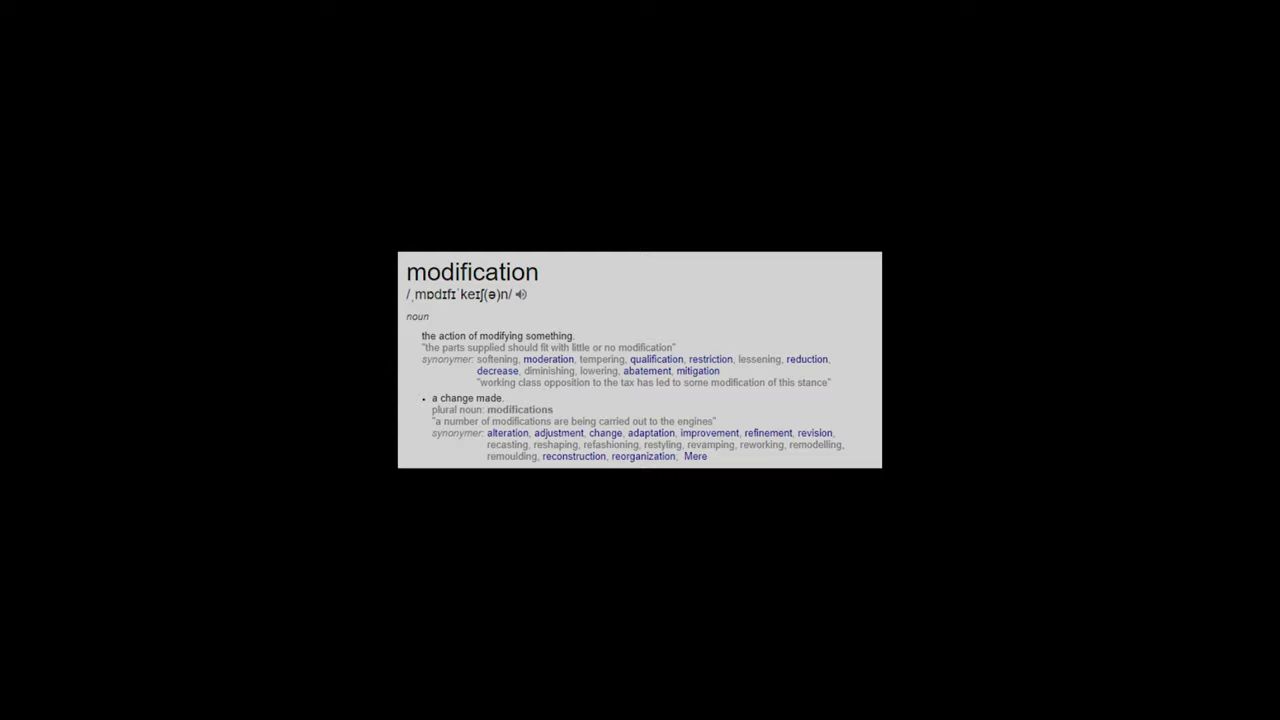 modification
/ˌmɒdɪfɪˈkeɪʃ(ə)n/
noun
the action of modifying something.
"the parts supplied should fit with little or no modification"
synonymer: softening, moderation, tempering, qualification, restriction, lessening, reduction,
decrease, diminishing, lowering, abatement, mitigation
"working class opposition to the tax has led to some modification of this stance"
• a change made.
plural noun: modifications
"a number of modifications are being carried out to the engines"
synonymer: alteration, adjustment, change, adaptation, improvement, refinement, revision,
recasting, reshaping, refashioning, restyling, revamping, reworking, remodelling,
remoulding, reconstruction, reorganization; Mere